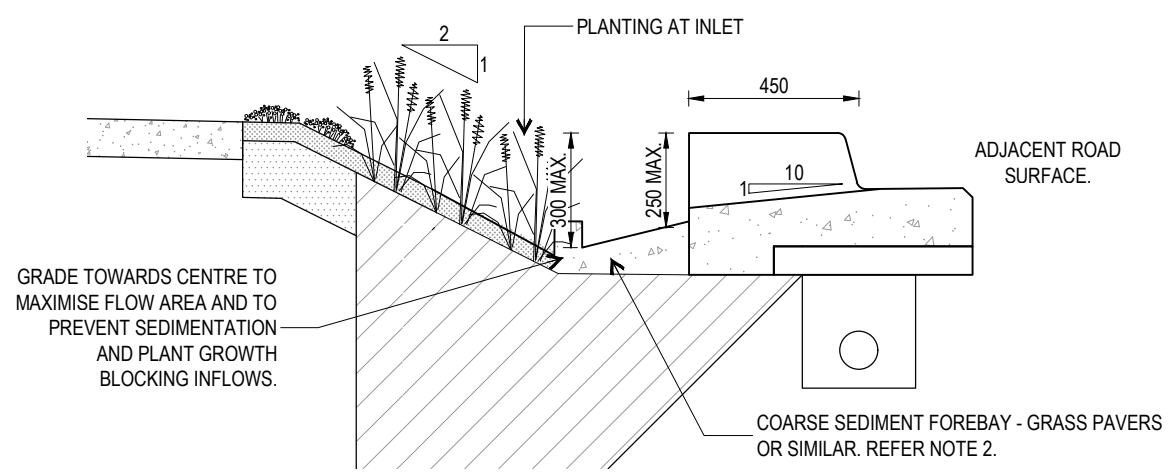 2
1
PLANTING AT INLET
450
300 MAX.
250 MAX.
10
1
ADJACENT ROAD
SURFACE.
GRADE TOWARDS CENTRE TO
MAXIMISE FLOW AREA AND TO
PREVENT SEDIMENTATION
AND PLANT GROWTH
BLOCKING INFLOWS.
COARSE SEDIMENT FOREBAY - GRASS PAVERS
OR SIMILAR. REFER NOTE 2.